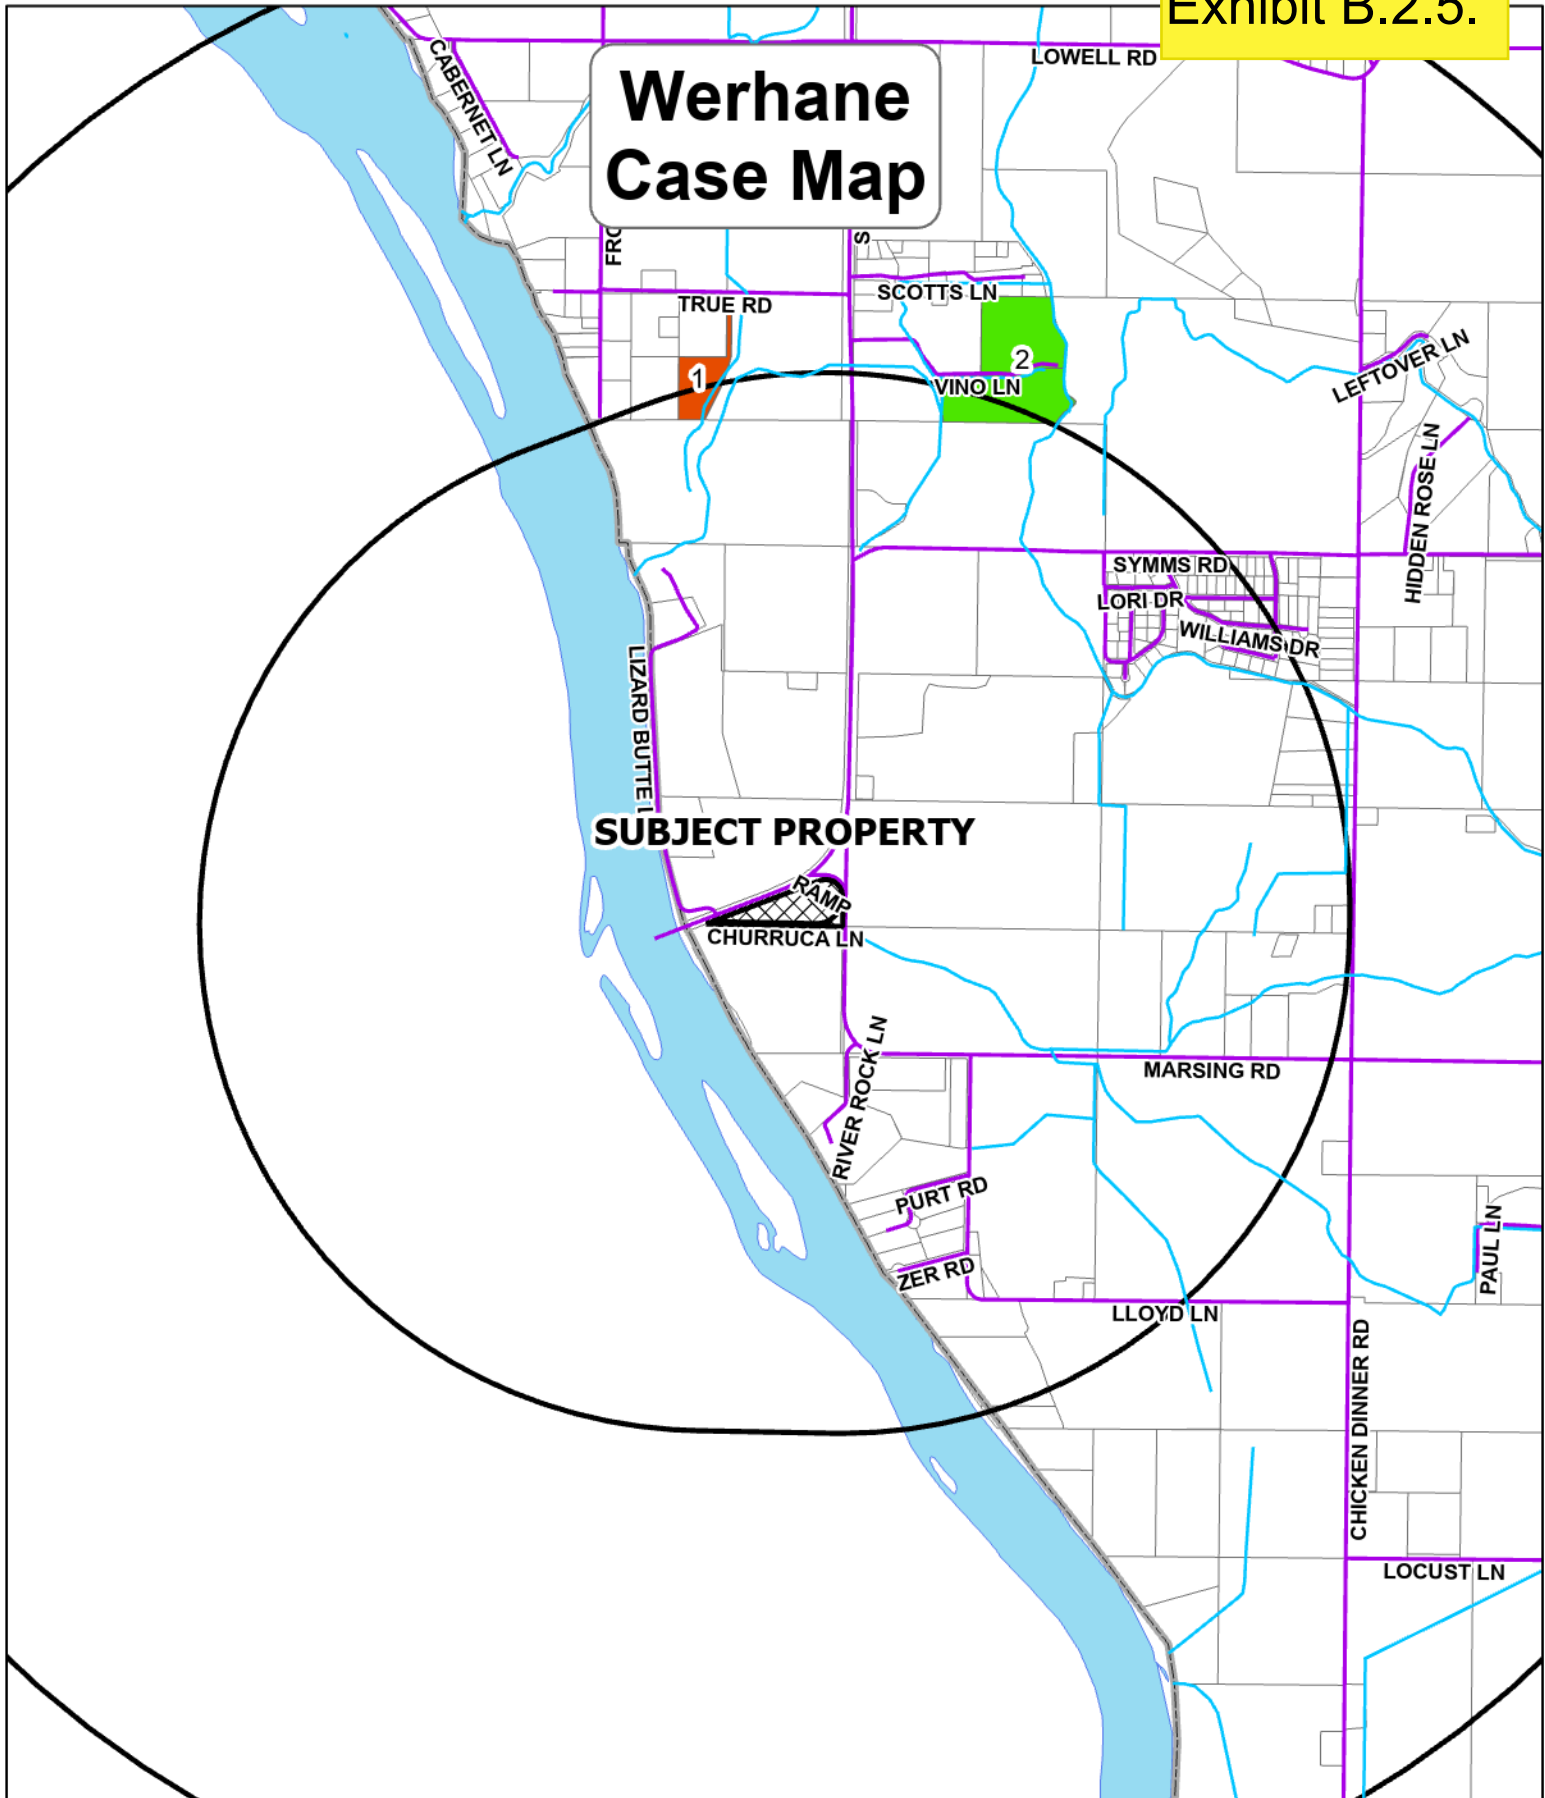 Exhibit B.2.5.
LOWELL RD
CABERNET LN
Werhane
Case Map
FRO
S
SCOTTS LN
TRUE RD
1
2
VINO LN
LEFTOVER LN
HIDDEN ROSE LN
SYMMS RD
LORI DR
WILLIAMS DR
LIZARD BUTTE L
SUBJECT PROPERTY
RAMP
CHURRUCA LN
RIVER ROCK LN
MARSING RD
PURT RD
ZER RD
PAUL LN
LLOYD LN
CHICKEN DINNER RD
LOCUST LN